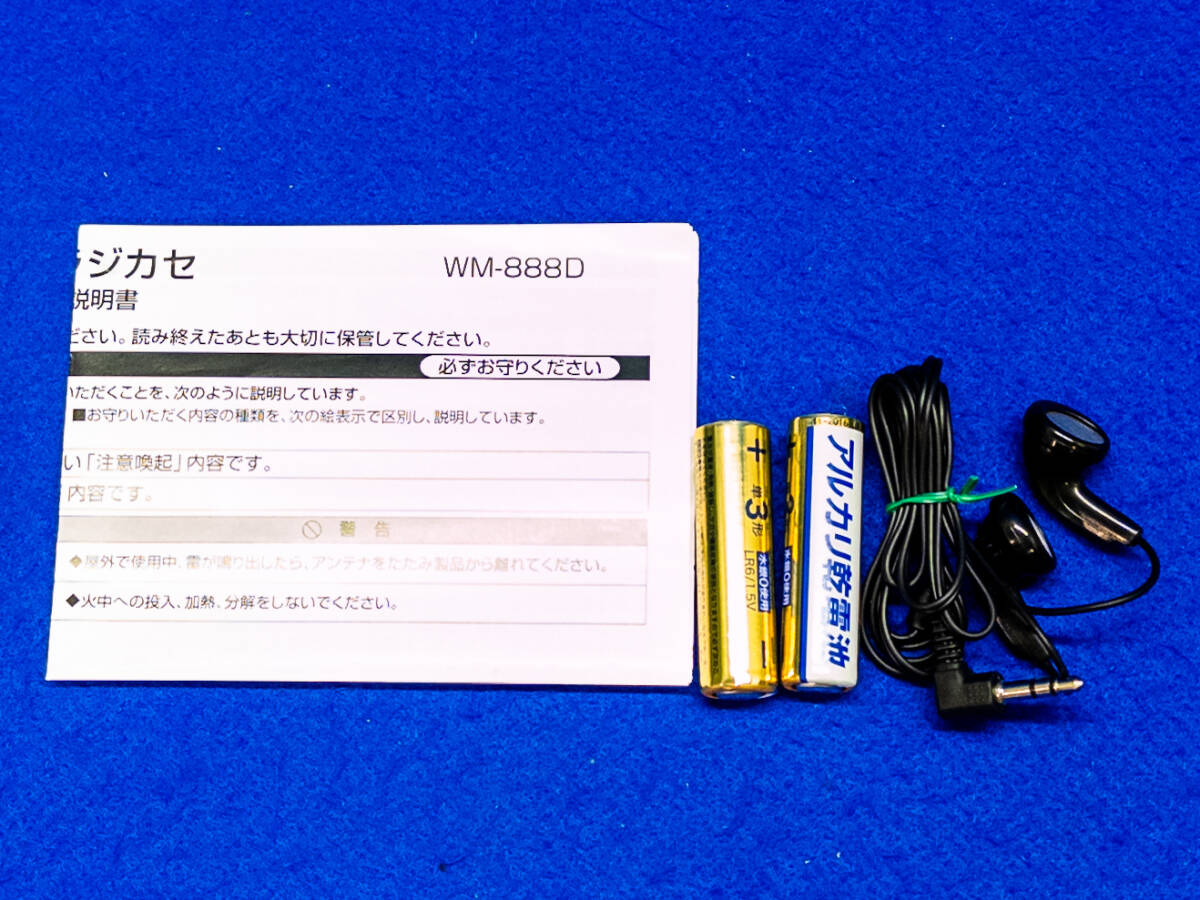 ラジカセ
WM-888D
説明書
ださい。読み終えたあとも大切に保管してください。
必ずお守りください
いただくことを、次のように説明しています。
■お守りいただく内容の種類を、次の絵表示で区別し、説明しています。
い「注意喚起」内容です。
内容です。
警告
◆屋外で使用中、雷が鳴り出したら、アンテナをたたみ製品から離れてください。
◆火中への投入、加熱、分解をしないでください。
+
単3形
水銀0使用
LR6/1.5V
−
アルカリ乾電池
水銀0使用